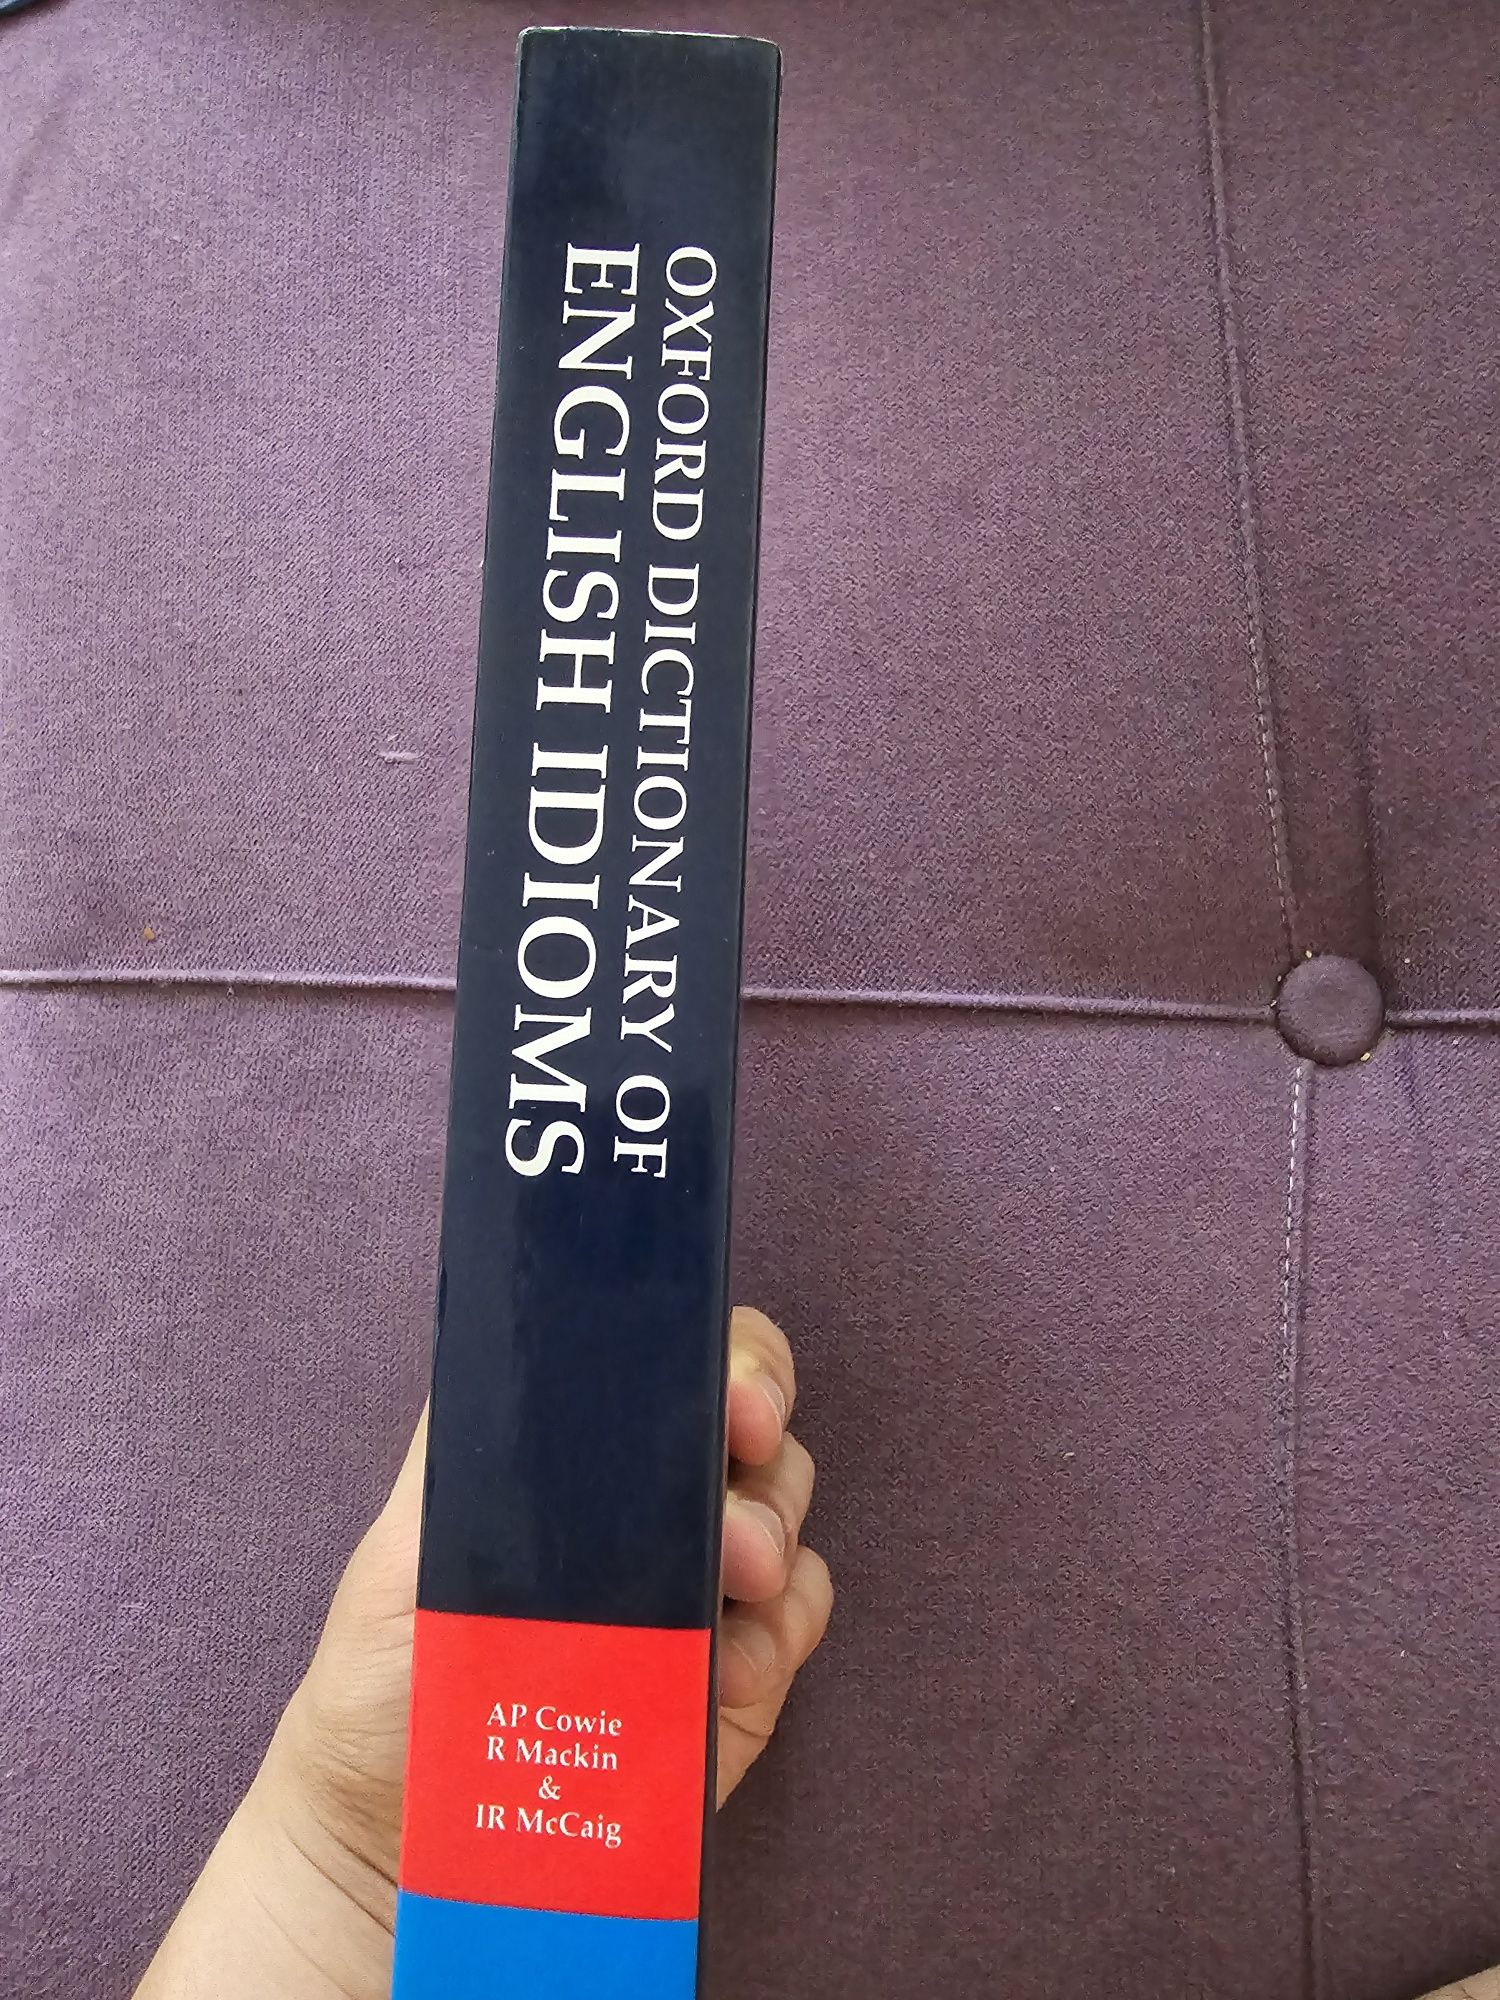 OXFORD DICTIONARY OF
ENGLISH IDIOMS
AP Cowie
R Mackin
&
IR McCaig